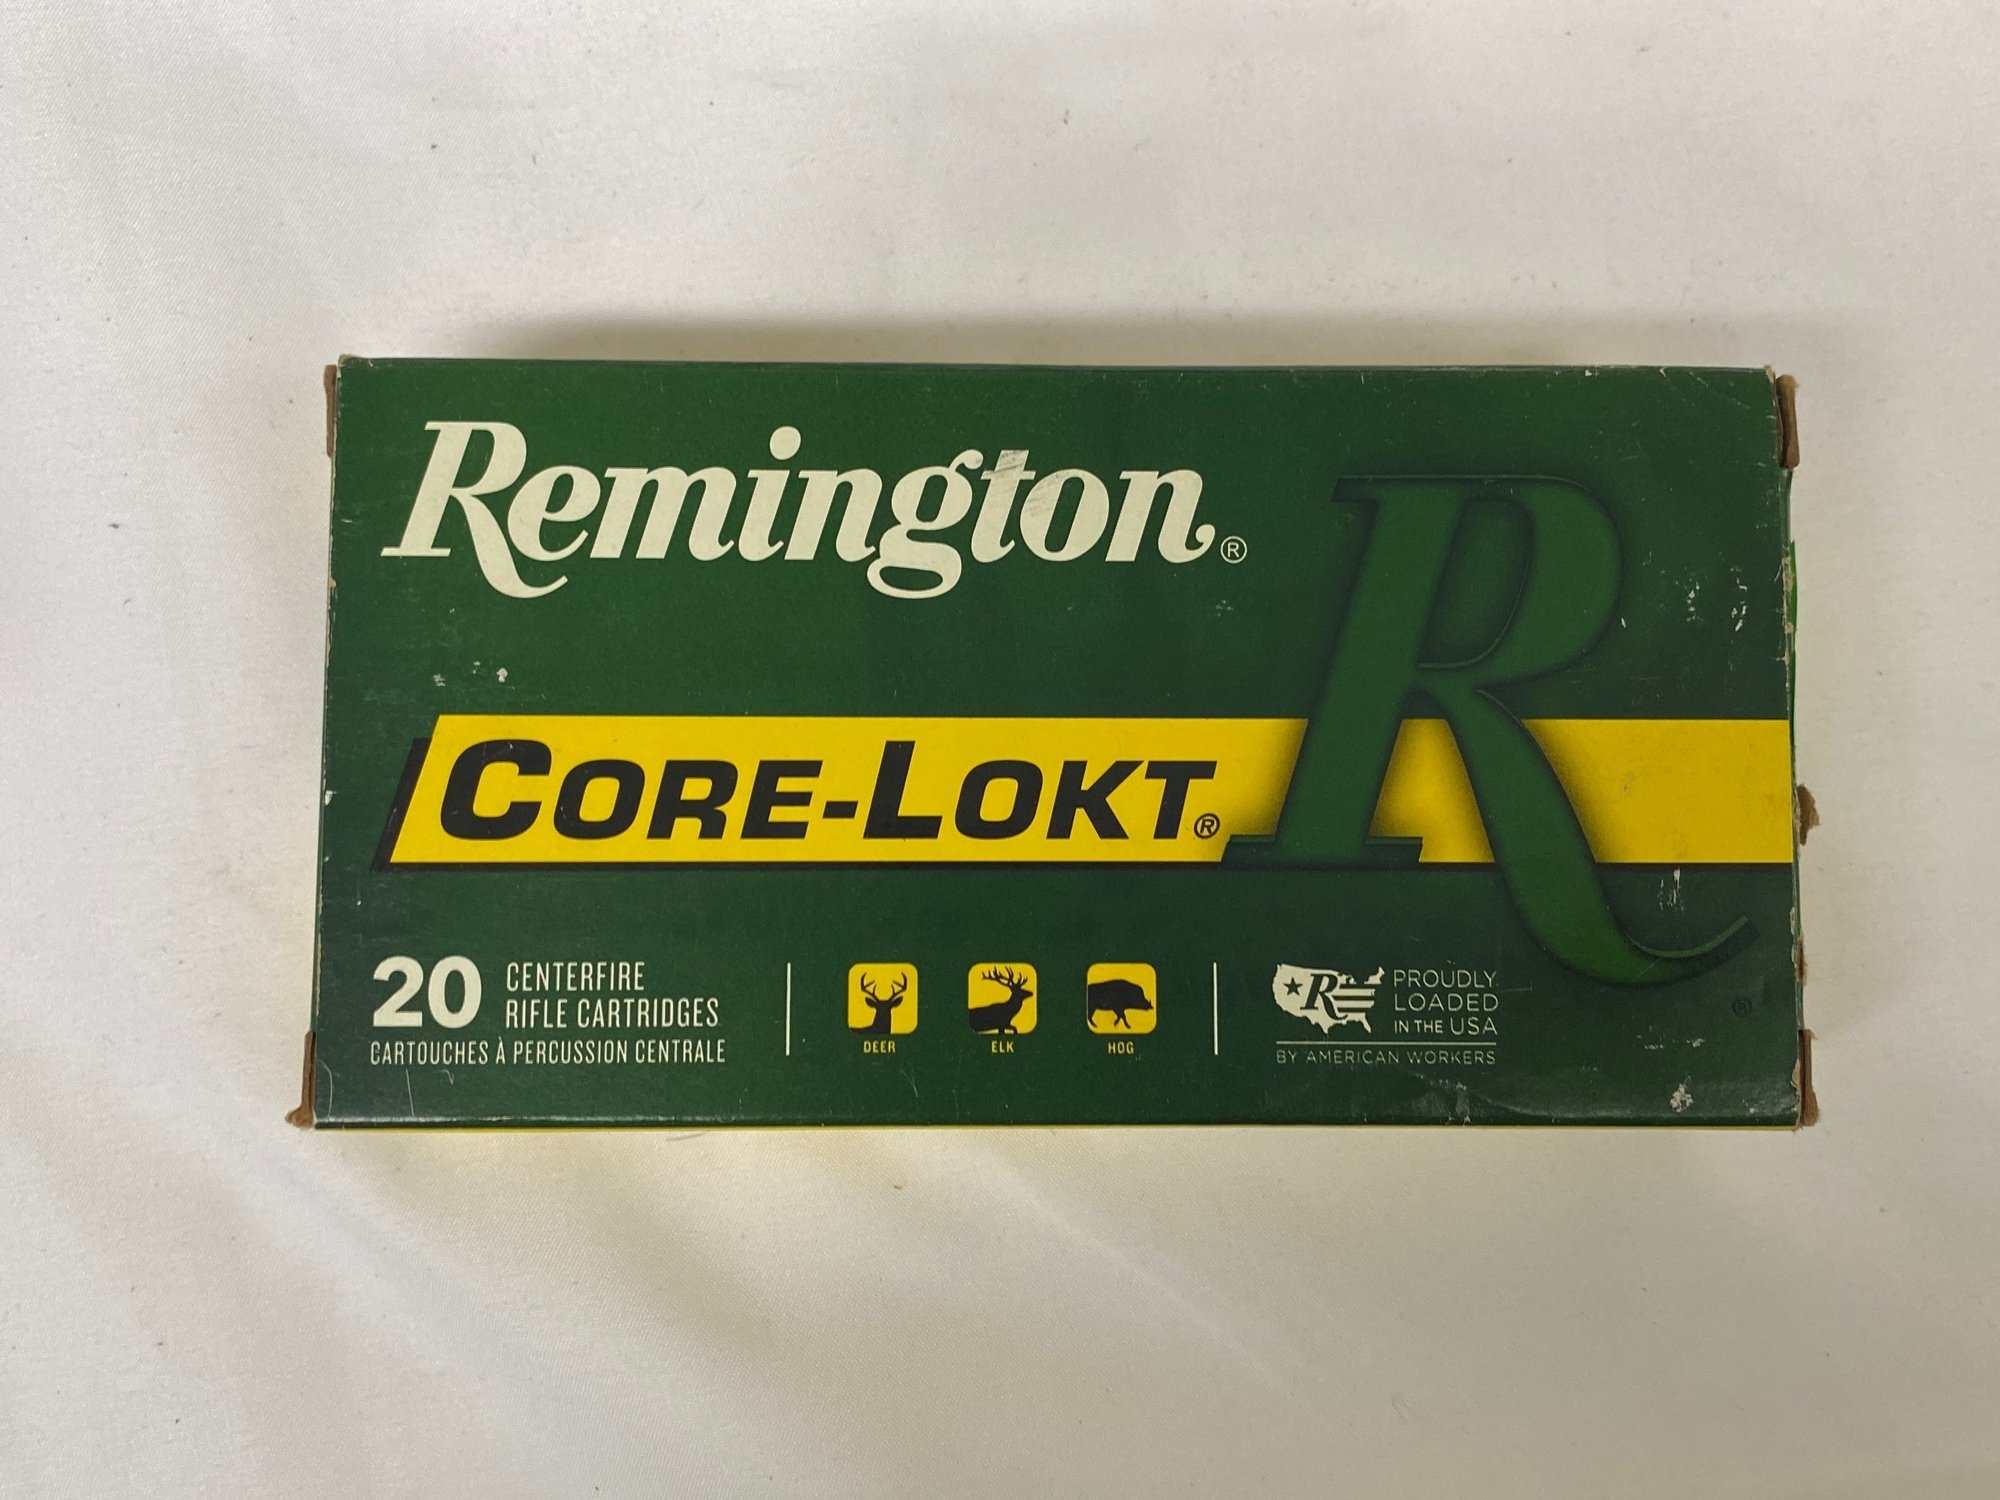 Remington®
R
CORE-LOKT®
20 CENTERFIRE
RIFLE CARTRIDGES
CARTOUCHES À PERCUSSION CENTRALE
DEER
ELK
HOG
R
PROUDLY
LOADED
IN THE USA
BY AMERICAN WORKERS
®